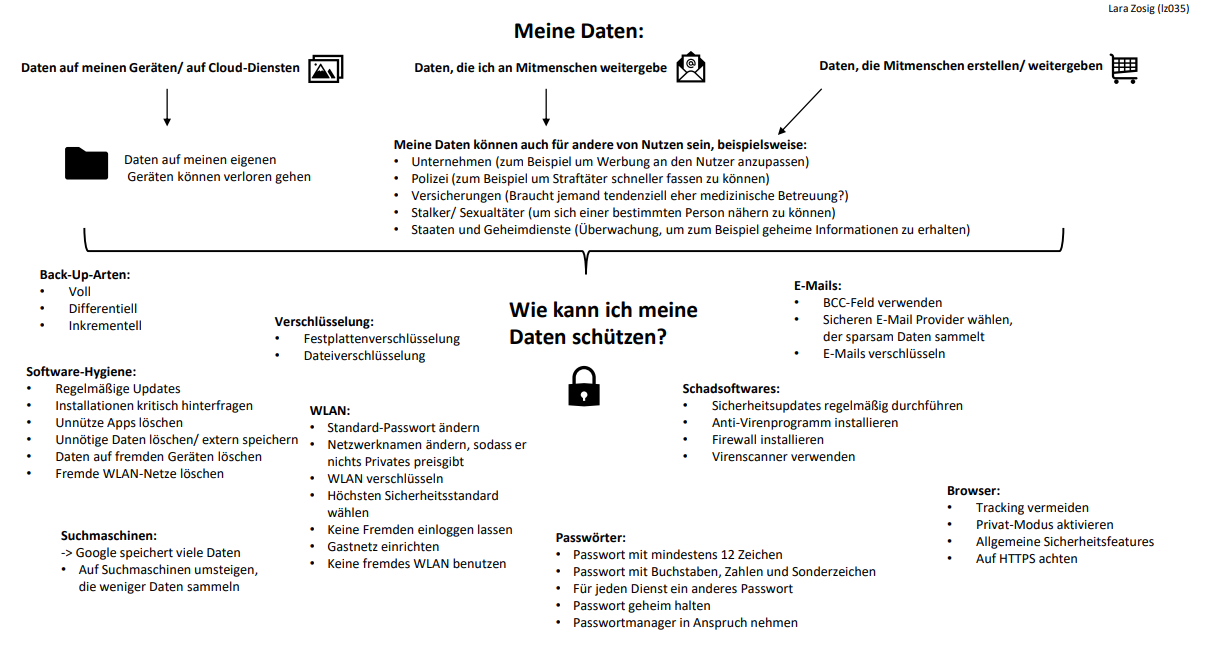 Lara Zosig (lz035)
Meine Daten:
Daten auf meinen Geräten/ auf Cloud-Diensten
Daten, die ich an Mitmenschen weitergebe
Daten, die Mitmenschen erstellen/ weitergeben
Daten auf meinen eigenen
Geräten können verloren gehen
Meine Daten können auch für andere von Nutzen sein, beispielsweise:
• Unternehmen (zum Beispiel um Werbung an den Nutzer anzupassen)
• Polizei (zum Beispiel um Straftäter schneller fassen zu können)
• Versicherungen (Braucht jemand tendenziell eher medizinische Betreuung?)
• Stalker/ Sexualtäter (um sich einer bestimmten Person nähern zu können)
• Staaten und Geheimdienste (Überwachung, um zum Beispiel geheime Informationen zu erhalten)
Wie kann ich meine
Daten schützen?
Back-Up-Arten:
• Voll
• Differentiell
• Inkrementell
Verschlüsselung:
• Festplattenverschlüsselung
• Dateiverschlüsselung
E-Mails:
• BCC-Feld verwenden
• Sicheren E-Mail Provider wählen,
der sparsam Daten sammelt
• E-Mails verschlüsseln
Software-Hygiene:
• Regelmäßige Updates
• Installationen kritisch hinterfragen
• Unnütze Apps löschen
• Unnötige Daten löschen/ extern speichern
• Daten auf fremden Geräten löschen
• Fremde WLAN-Netze löschen
WLAN:
• Standard-Passwort ändern
• Netzwerknamen ändern, sodass er
nichts Privates preisgibt
• WLAN verschlüsseln
• Höchsten Sicherheitsstandard
wählen
• Keine Fremden einloggen lassen
• Gastnetz einrichten
• Keine fremdes WLAN benutzen
Schadsoftwares:
• Sicherheitsupdates regelmäßig durchführen
• Anti-Virenprogramm installieren
• Firewall installieren
• Virenscanner verwenden
Browser:
• Tracking vermeiden
• Privat-Modus aktivieren
• Allgemeine Sicherheitsfeatures
• Auf HTTPS achten
Suchmaschinen:
-> Google speichert viele Daten
• Auf Suchmaschinen umsteigen,
die weniger Daten sammeln
Passwörter:
• Passwort mit mindestens 12 Zeichen
• Passwort mit Buchstaben, Zahlen und Sonderzeichen
• Für jeden Dienst ein anderes Passwort
• Passwort geheim halten
• Passwortmanager in Anspruch nehmen